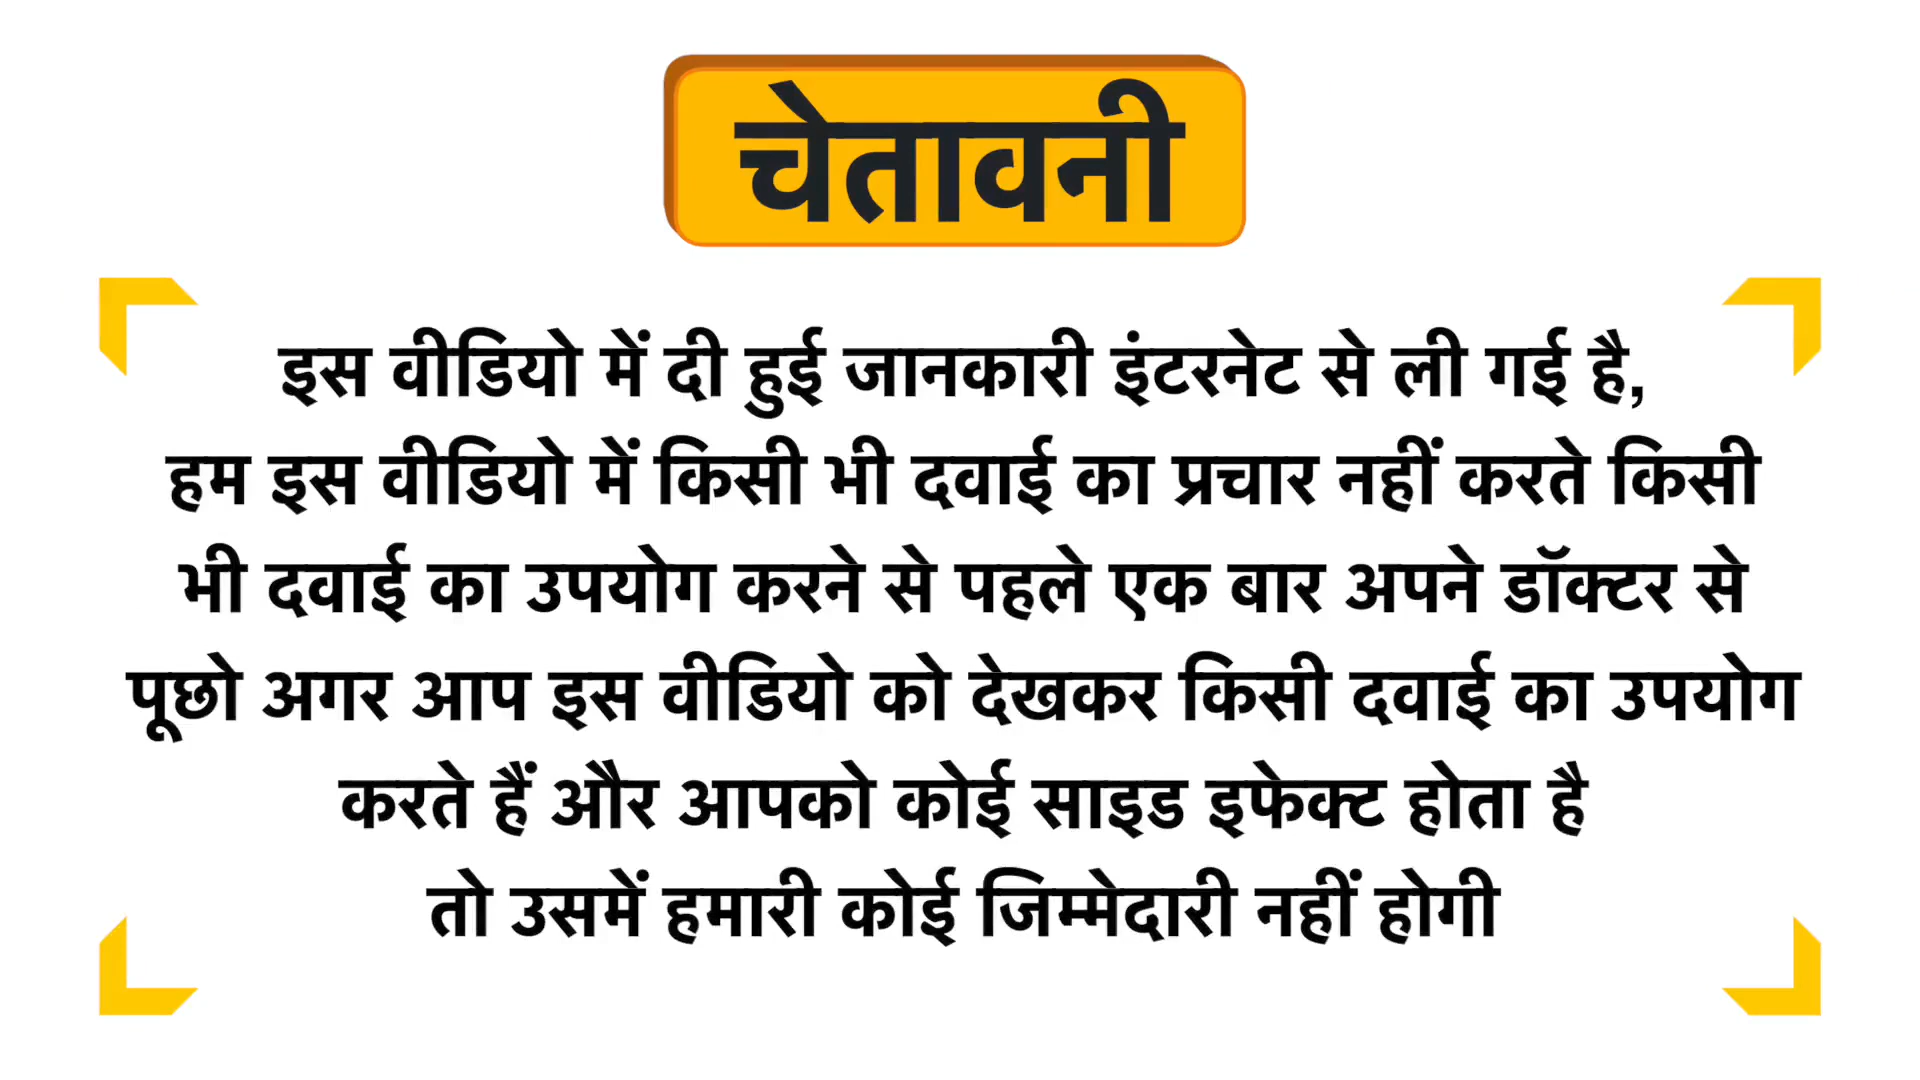 चेतावनी
इस वीडियो में दी हुई जानकारी इंटरनेट से ली गई है,
हम इस वीडियो में किसी भी दवाई का प्रचार नहीं करते किसी
भी दवाई का उपयोग करने से पहले एक बार अपने डॉक्टर से
पूछो अगर आप इस वीडियो को देखकर किसी दवाई का उपयोग
करते हैं और आपको कोई साइड इफेक्ट होता है
तो उसमें हमारी कोई जिम्मेदारी नहीं होगी